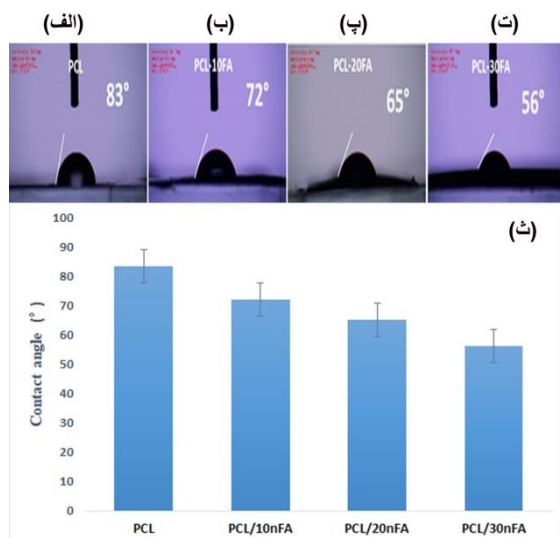 (الف)
(ب)
(پ)
(ت)
PCL
83°
PCL-10FA
72°
PCL-20FA
65°
PCL-30FA
56°
(ث)
Contact angle (°)
100
90
80
70
60
50
40
30
20
10
0
PCL
PCL/10nFA
PCL/20nFA
PCL/30nFA